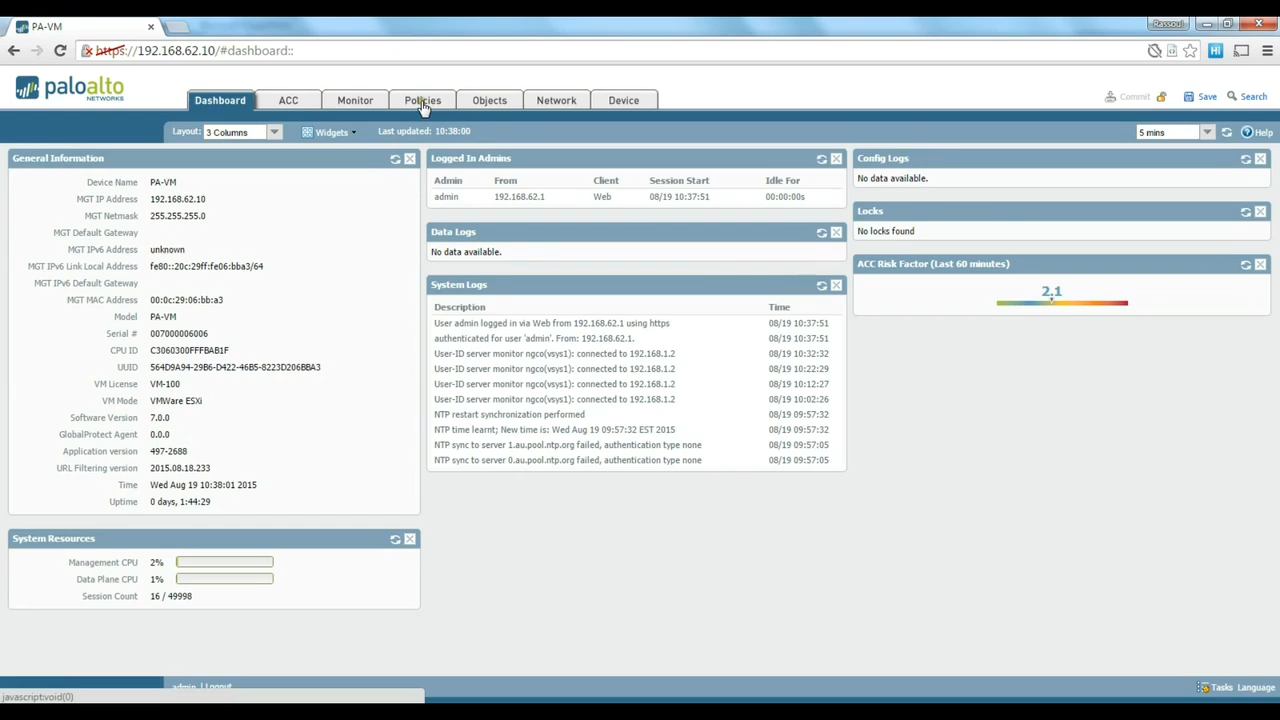 PA-VM
Rassoul
https://192.168.62.10/#dashboard::
paloalto
NETWORKS
Dashboard ACC Monitor Policies Objects Network Device
Commit Save Search
Layout: 3 Columns Widgets Last updated: 10:38:00 5 mins Help
General Information
Device Name PA-VM
MGT IP Address 192.168.62.10
MGT Netmask 255.255.255.0
MGT Default Gateway
MGT IPv6 Address unknown
MGT IPv6 Link Local Address fe80::20c:29ff:fe06:bba3/64
MGT IPv6 Default Gateway
MGT MAC Address 00:0c:29:06:bb:a3
Model PA-VM
Serial # 007000006006
CPU ID C3060300FFFBAB1F
UUID 564D9A94-29B6-D422-46B5-8223D206BBA3
VM License VM-100
VM Mode VMWare ESXi
Software Version 7.0.0
GlobalProtect Agent 0.0.0
Application version 497-2688
URL Filtering version 2015.08.18.233
Time Wed Aug 19 10:38:01 2015
Uptime 0 days, 1:44:29
System Resources
Management CPU 2%
Data Plane CPU 1%
Session Count 16 / 49998
Logged In Admins
Admin From Client Session Start Idle For
admin 192.168.62.1 Web 08/19 10:37:51 00:00:00s
Data Logs
No data available.
System Logs
Description Time
User admin logged in via Web from 192.168.62.1 using https 08/19 10:37:51
authenticated for user 'admin'. From: 192.168.62.1. 08/19 10:37:51
User-ID server monitor ngco(vsys1): connected to 192.168.1.2 08/19 10:32:32
User-ID server monitor ngco(vsys1): connected to 192.168.1.2 08/19 10:22:29
User-ID server monitor ngco(vsys1): connected to 192.168.1.2 08/19 10:12:27
User-ID server monitor ngco(vsys1): connected to 192.168.1.2 08/19 10:02:26
NTP restart synchronization performed 08/19 09:57:32
NTP time learnt; New time is: Wed Aug 19 09:57:32 EST 2015 08/19 09:57:32
NTP sync to server 1.au.pool.ntp.org failed, authentication type none 08/19 09:57:05
NTP sync to server 0.au.pool.ntp.org failed, authentication type none 08/19 09:57:05
Config Logs
No data available.
Locks
No locks found
ACC Risk Factor (Last 60 minutes)
2.1
admin | Logout
Tasks Language
javascript:void(0)